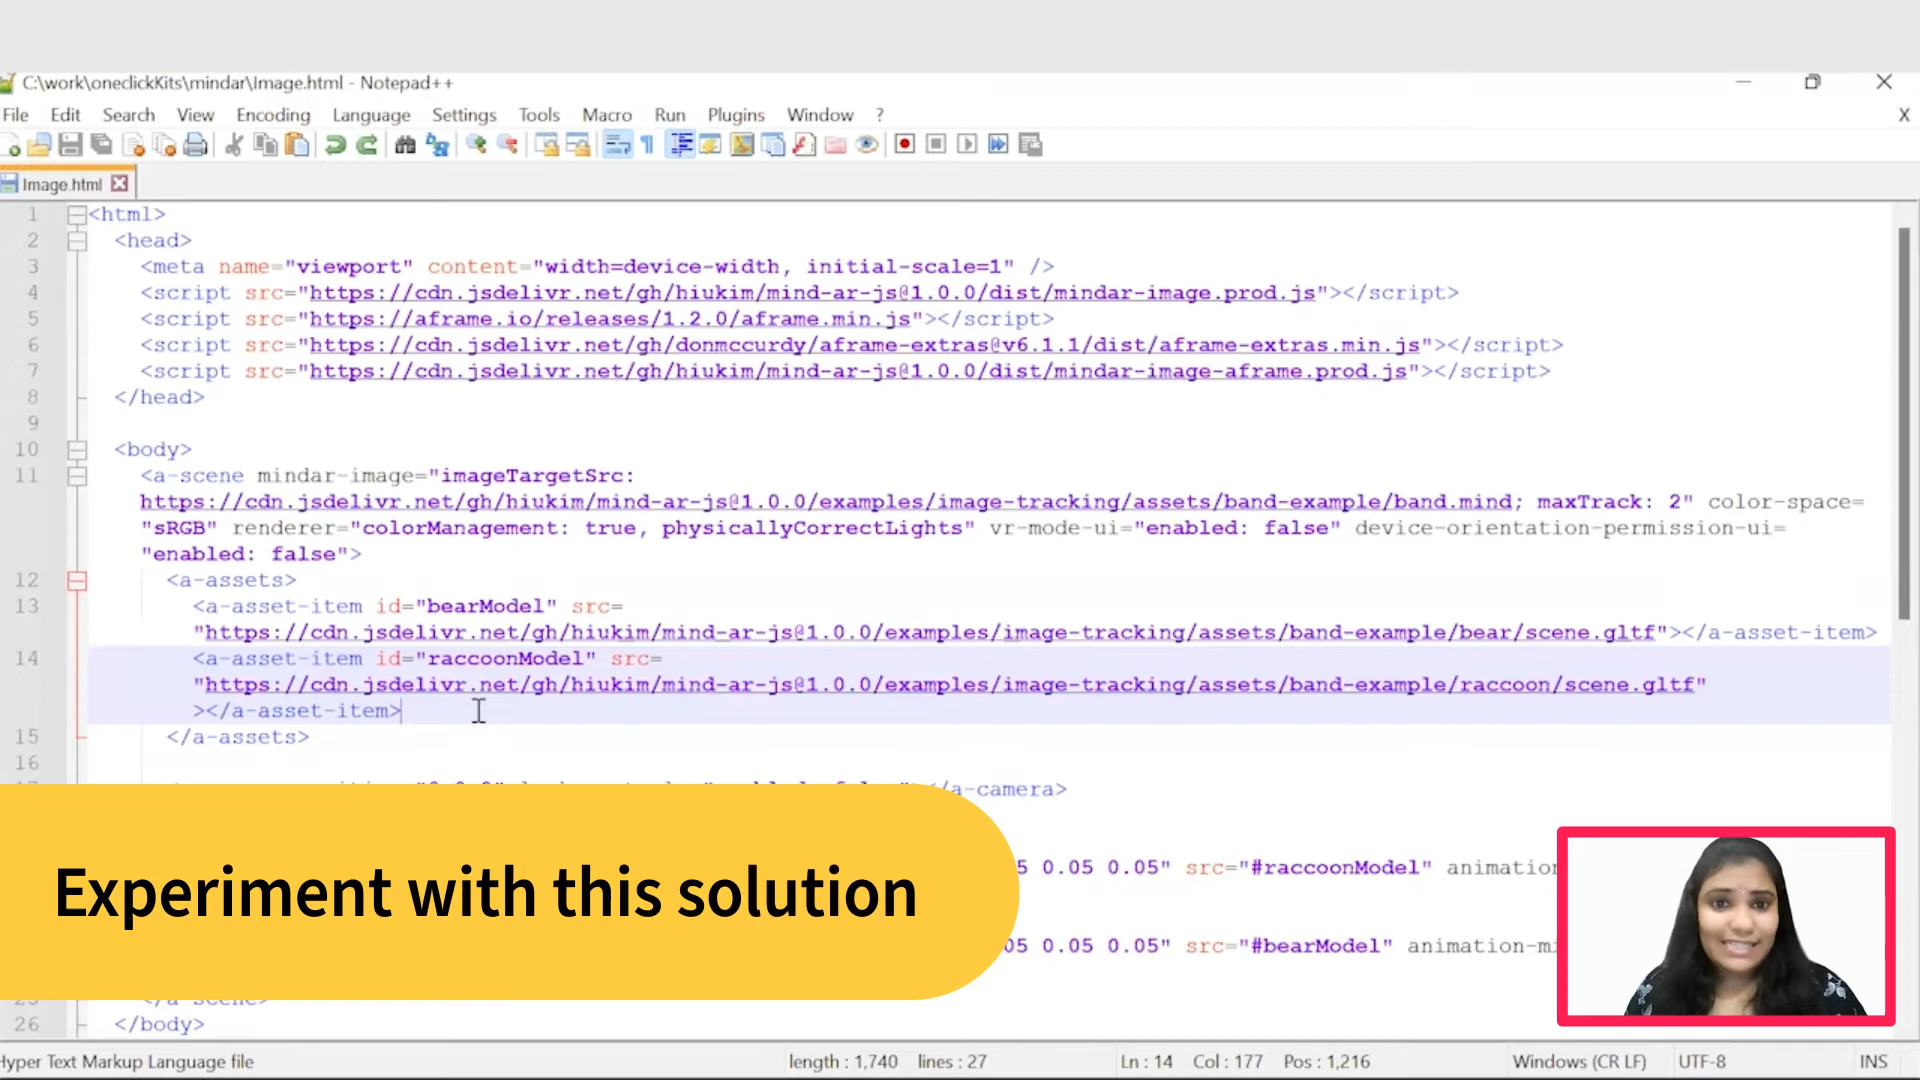 C:\work\oneclickKits\mindar\Image.html - Notepad++
File Edit Search View Encoding Language Settings Tools Macro Run Plugins Window ? X
Image.html
1 <html>
2 <head>
3 <meta name="viewport" content="width=device-width, initial-scale=1" />
4 <script src="https://cdn.jsdelivr.net/gh/hiukim/mind-ar-js@1.0.0/dist/mindar-image.prod.js"></script>
5 <script src="https://aframe.io/releases/1.2.0/aframe.min.js"></script>
6 <script src="https://cdn.jsdelivr.net/gh/donmccurdy/aframe-extras@v6.1.1/dist/aframe-extras.min.js"></script>
7 <script src="https://cdn.jsdelivr.net/gh/hiukim/mind-ar-js@1.0.0/dist/mindar-image-aframe.prod.js"></script>
8 </head>
9
10 <body>
11 <a-scene mindar-image="imageTargetSrc:
https://cdn.jsdelivr.net/gh/hiukim/mind-ar-js@1.0.0/examples/image-tracking/assets/band-example/band.mind; maxTrack: 2" color-space=
"sRGB" renderer="colorManagement: true, physicallyCorrectLights" vr-mode-ui="enabled: false" device-orientation-permission-ui=
"enabled: false">
12 <a-assets>
13 <a-asset-item id="bearModel" src=
"https://cdn.jsdelivr.net/gh/hiukim/mind-ar-js@1.0.0/examples/image-tracking/assets/band-example/bear/scene.gltf"></a-asset-item>
14 <a-asset-item id="raccoonModel" src=
"https://cdn.jsdelivr.net/gh/hiukim/mind-ar-js@1.0.0/examples/image-tracking/assets/band-example/raccoon/scene.gltf"
></a-asset-item>
15 </a-assets>
16
</a-camera>
5 0.05 0.05" src="#raccoonModel" animation
Experiment with this solution
05 0.05 0.05" src="#bearModel" animation-mi
26 </body>
Hyper Text Markup Language file length : 1,740 lines : 27 Ln : 14 Col : 177 Pos : 1,216 Windows (CR LF) UTF-8 INS